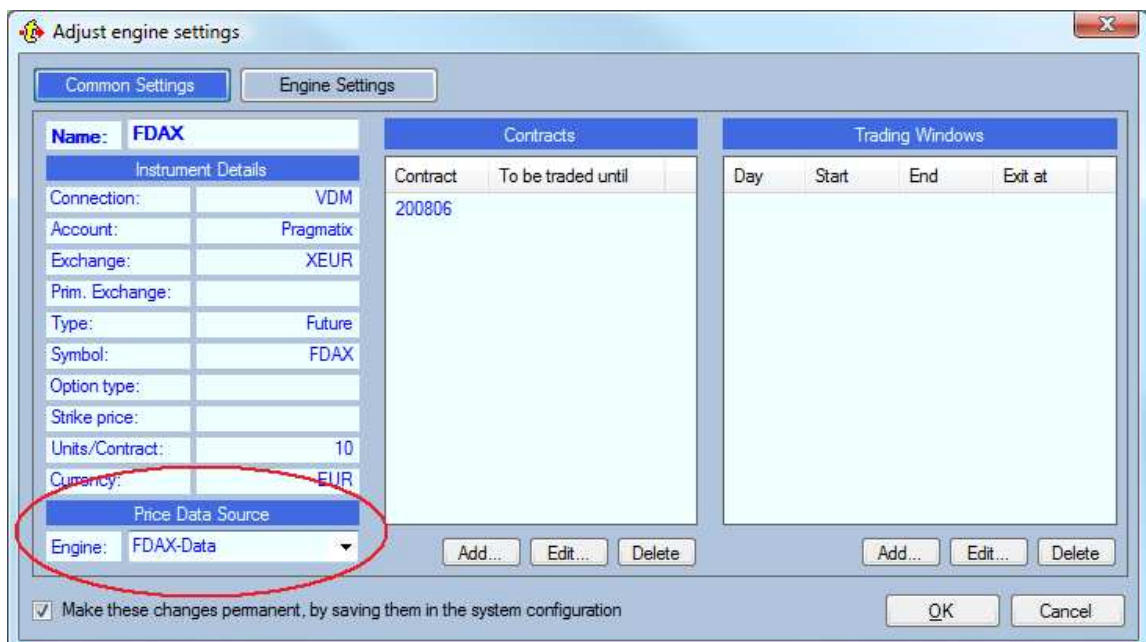 Adjust engine settings
Common Settings
Engine Settings
Name: FDAX
Instrument Details
Connection: VDM
Account: Pragmatix
Exchange: XEUR
Prim. Exchange:
Type: Future
Symbol: FDAX
Option type:
Strike price:
Units/Contract: 10
Currency: EUR
Price Data Source
Engine: FDAX-Data
Contracts
Contract To be traded until
200806
Add... Edit... Delete
Trading Windows
Day Start End Exit at
Add... Edit... Delete
Make these changes permanent, by saving them in the system configuration
OK Cancel